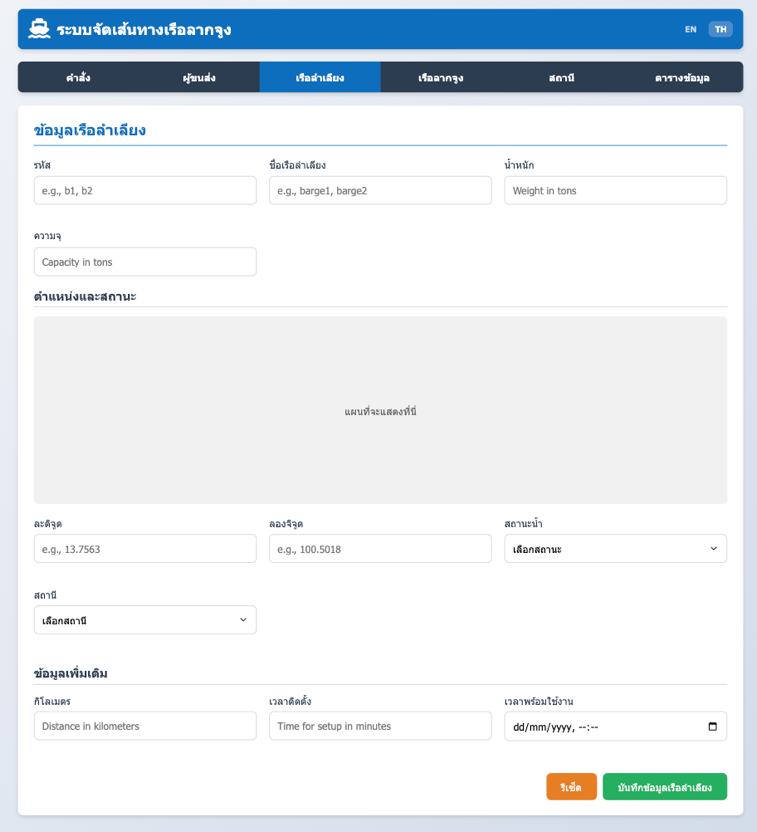 ระบบจัดเส้นทางเรือลากจูง
EN TH
คำสั่ง ผู้ขนส่ง เรือลำเลียง เรือลากจูง สถานี ตารางข้อมูล
ข้อมูลเรือลำเลียง
รหัส ชื่อเรือลำเลียง น้ำหนัก
e.g., b1, b2 e.g., barge1, barge2 Weight in tons
ความจุ
Capacity in tons
ตำแหน่งและสถานะ
แผนที่จะแสดงที่นี่
ละติจูด ลองจิจูด สถานะน้ำ
e.g., 13.7563 e.g., 100.5018 เลือกสถานะ
สถานี
เลือกสถานี
ข้อมูลเพิ่มเติม
กิโลเมตร เวลาติดตั้ง เวลาพร้อมใช้งาน
Distance in kilometers Time for setup in minutes dd/mm/yyyy, --:--
รีเซ็ต บันทึกข้อมูลเรือลำเลียง